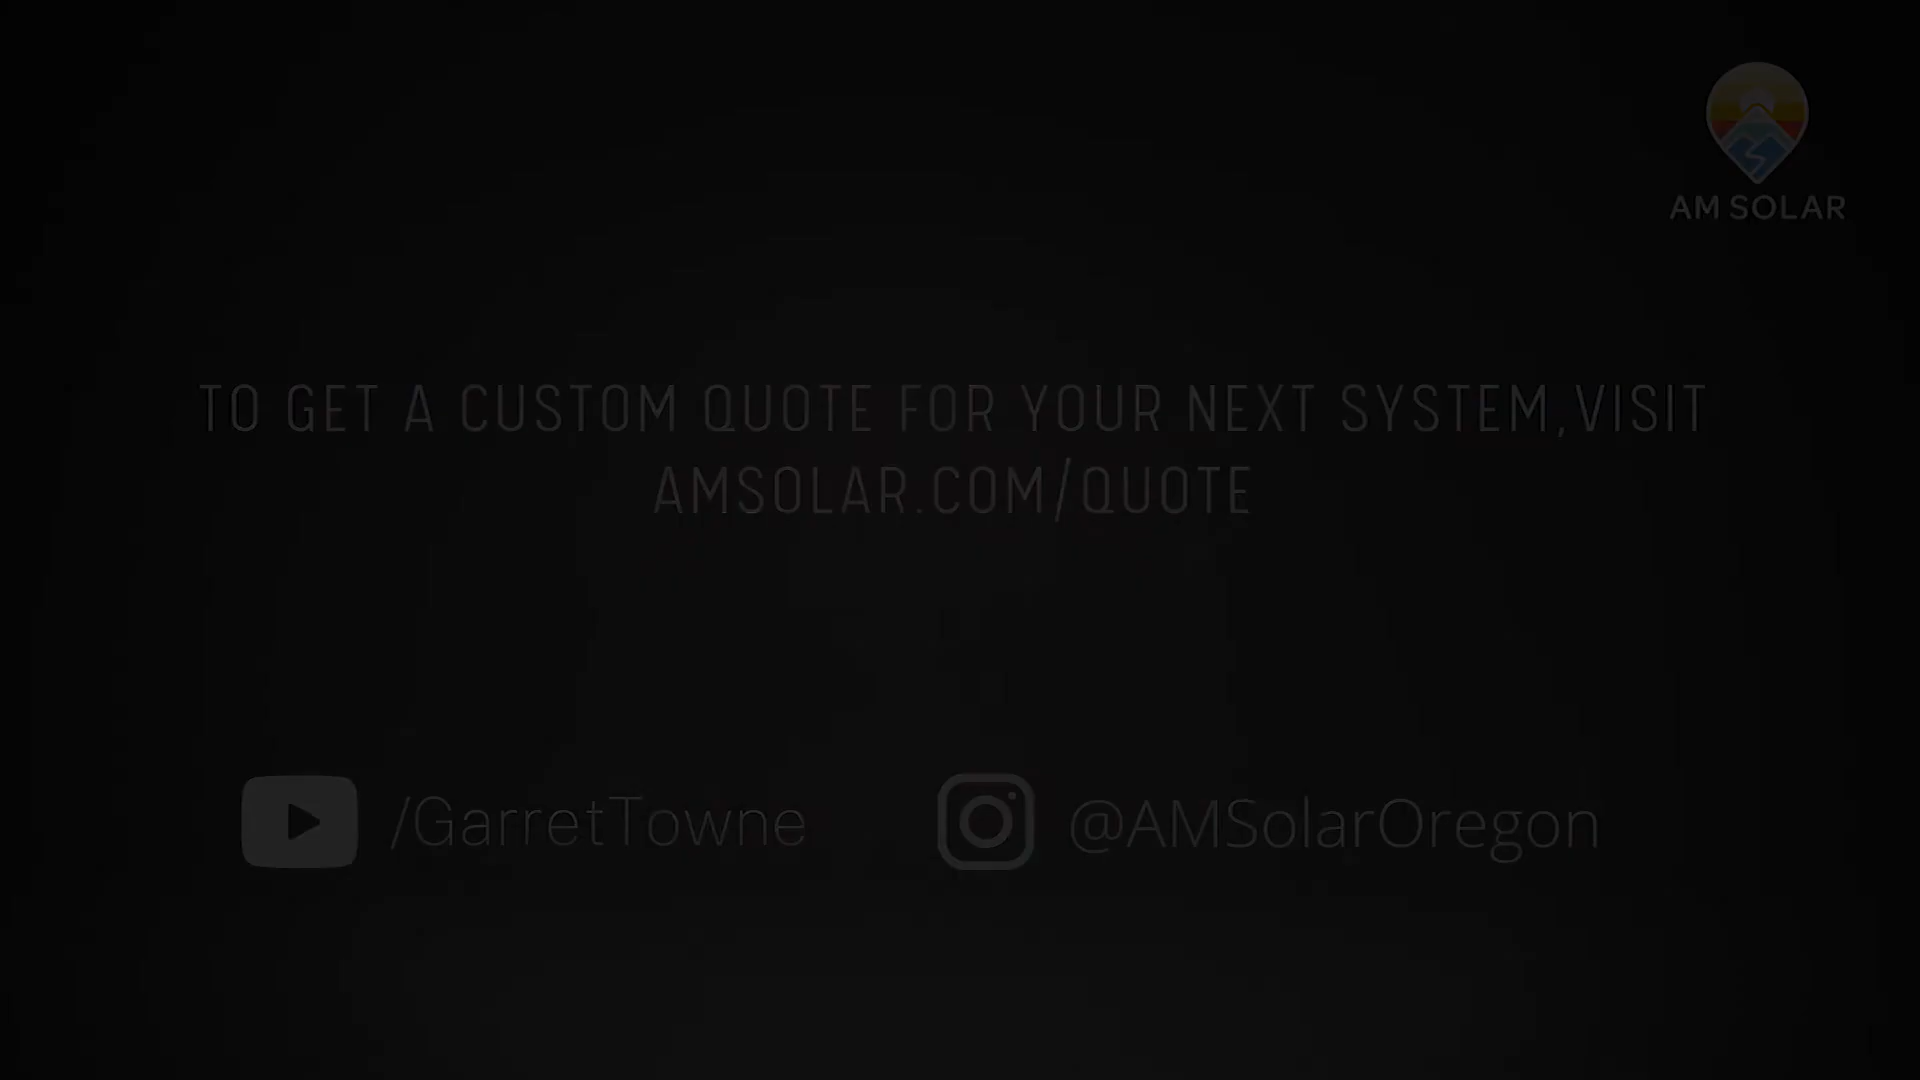 AM SOLAR
TO GET A CUSTOM QUOTE FOR YOUR NEXT SYSTEM,VISIT
AMSOLAR.COM/QUOTE
/GarretTowne
@AMSolarOregon